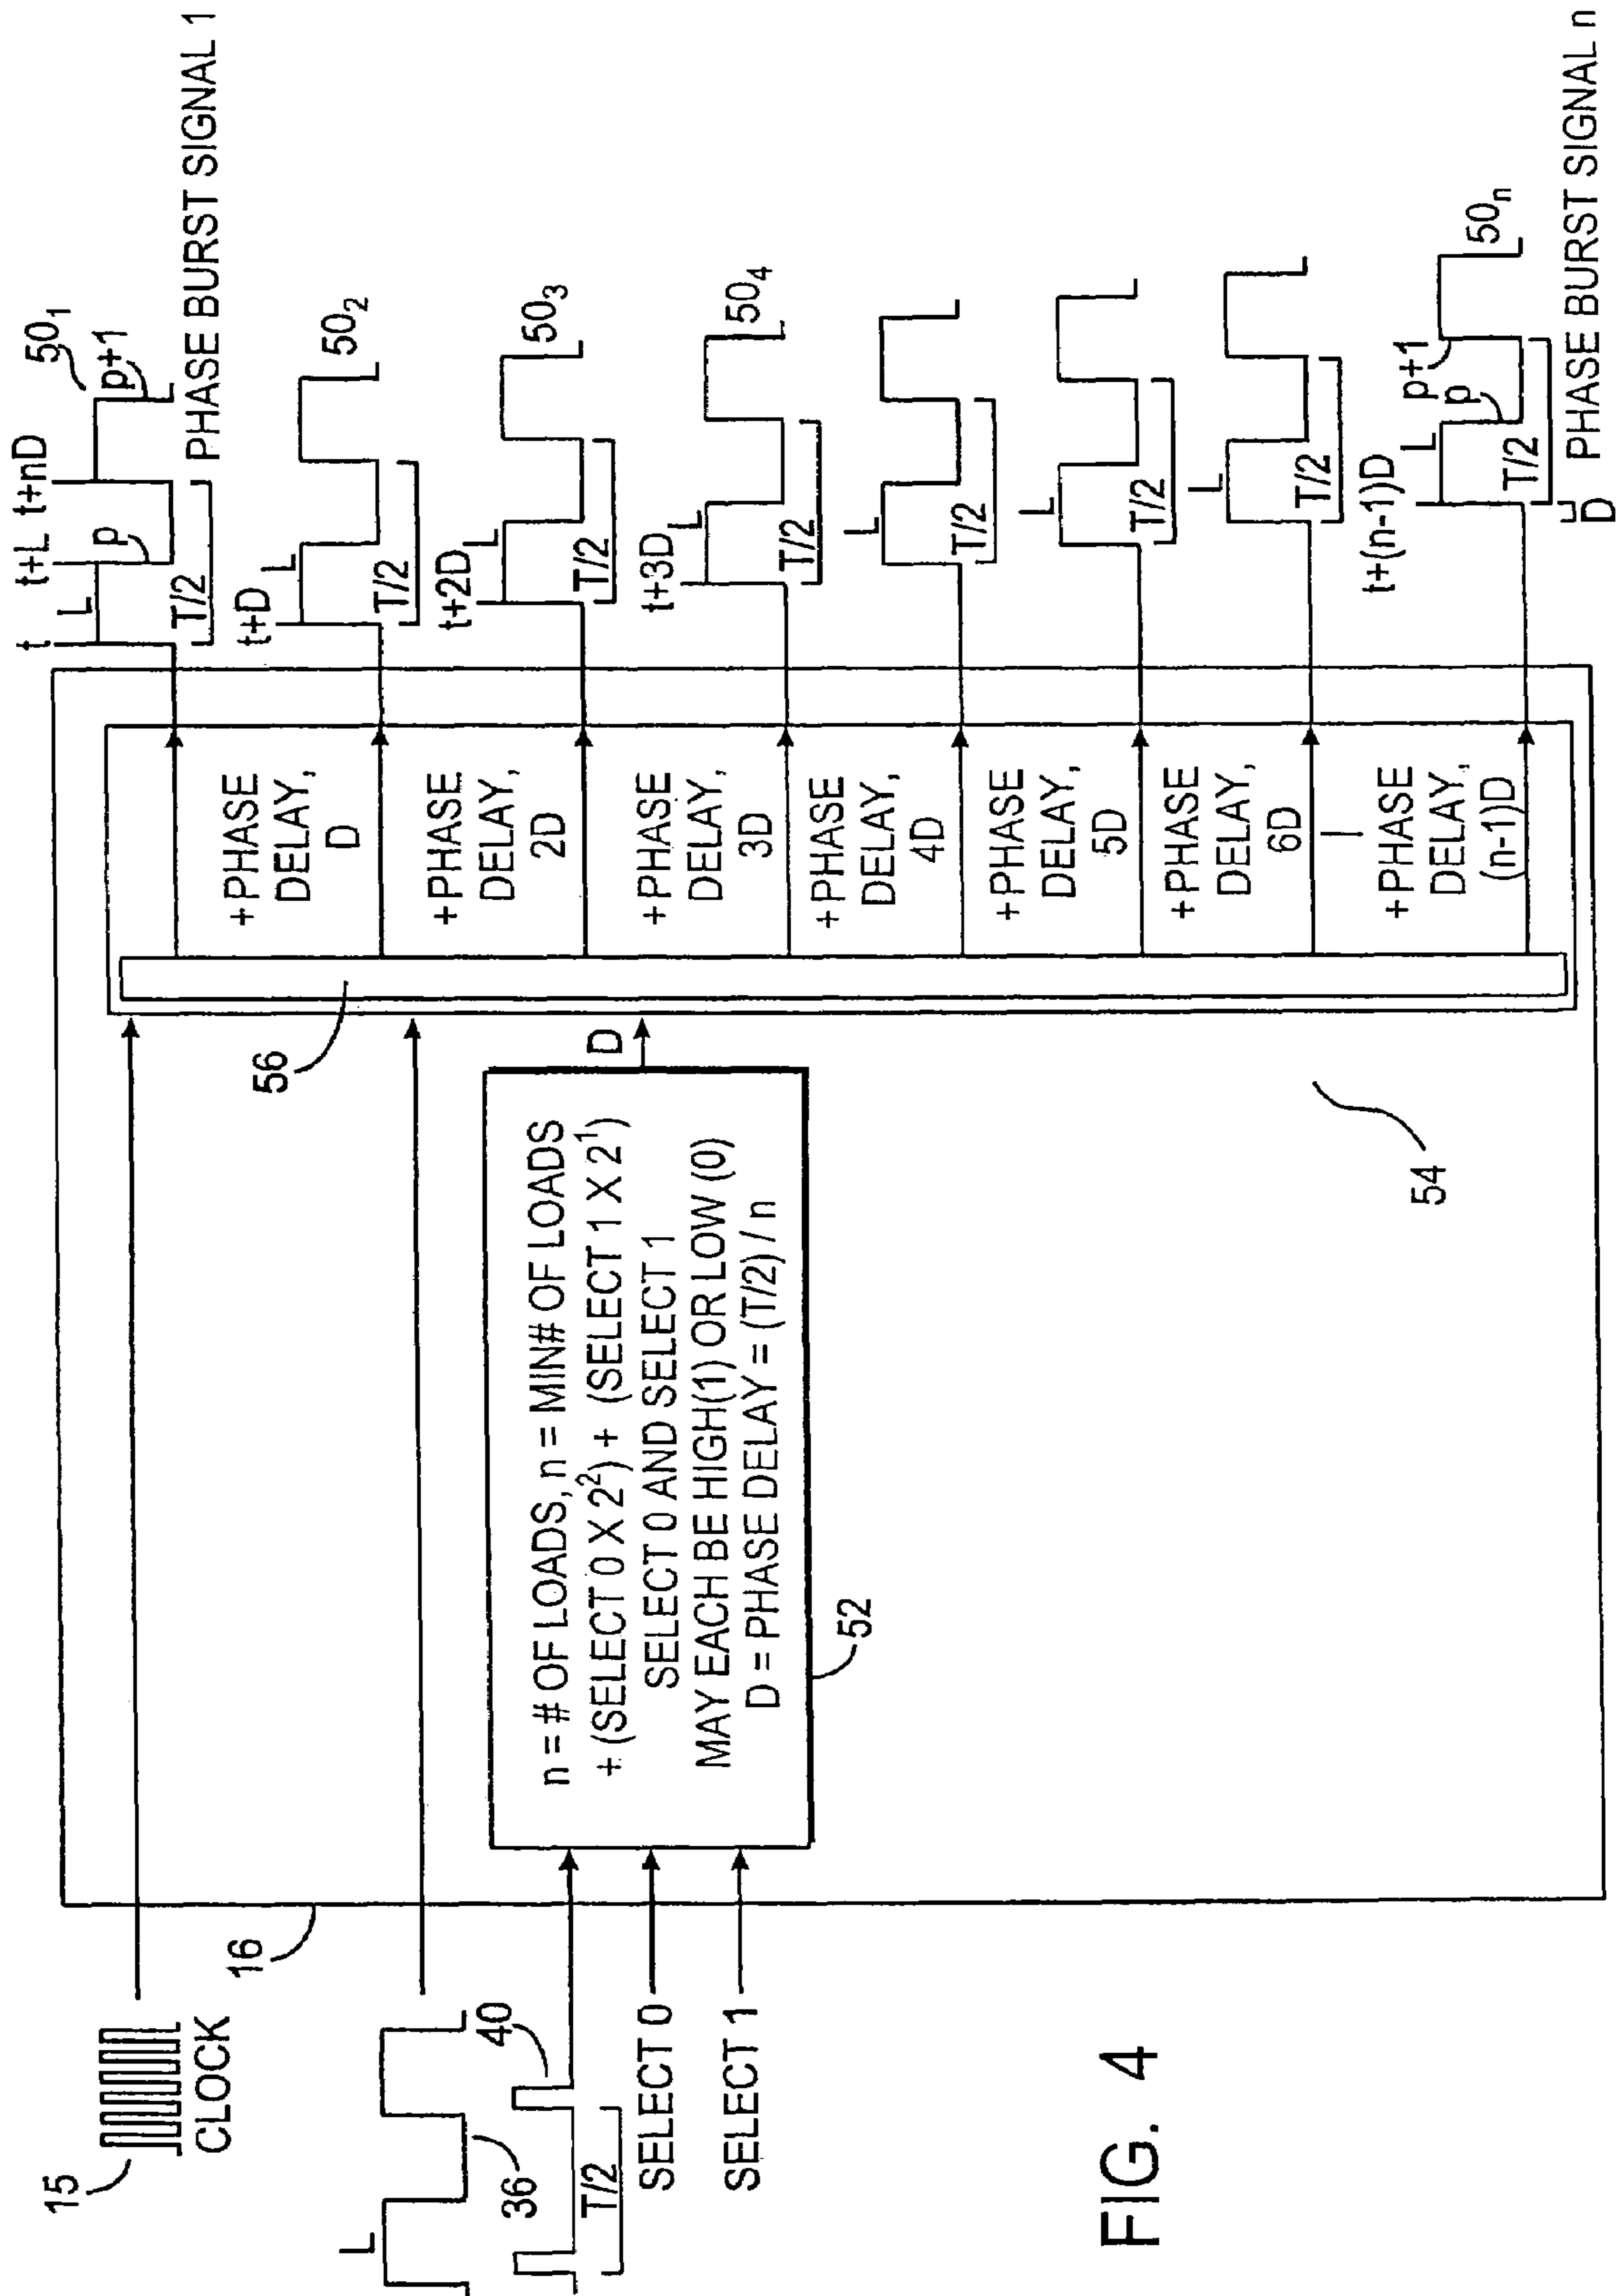 15
CLOCK
L
36
40
T/2
SELECT 0
SELECT 1
16
n = # OF LOADS, n = MIN# OF LOADS
+ (SELECT 0 X 2²) + (SELECT 1 X 2¹)
SELECT 0 AND SELECT 1
MAY EACH BE HIGH(1) OR LOW (0)
D = PHASE DELAY = (T/2) / n
52
D
56
54
+PHASE
DELAY,
D
+PHASE
DELAY,
2D
+PHASE
DELAY,
3D
+PHASE
DELAY,
4D
+PHASE
DELAY,
5D
+PHASE
DELAY,
6D
+PHASE
DELAY,
(n-1)D
t
t+L
t+nD
50₁
L
p
p+1
T/2
PHASE BURST SIGNAL 1
t+D
L
T/2
50₂
t+2D
L
T/2
50₃
t+3D
L
T/2
50₄
L
T/2
L
T/2
L
T/2
t+(n-1)D
L
p
p+1
T/2
50ₙ
D
PHASE BURST SIGNAL n
FIG. 4